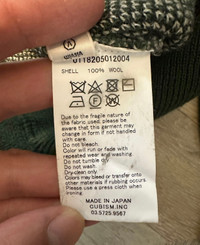 0118205012004
SHELL 100% WOOL
Due to the fragile nature of
the fabric used, please be
aware that this garment may
change in form if not handled
with care.
Do not bleach.
Color will run or fade with
repeated wear and washing
Do not tumble dry.
Do not wash.
Dry-clean only.
Colors may bleed or transfer onto
other materials if rubbing occurs
Please use a press cloth when
ironing.
MADE IN JAPAN
CUBISM.INC
03.5725.9567